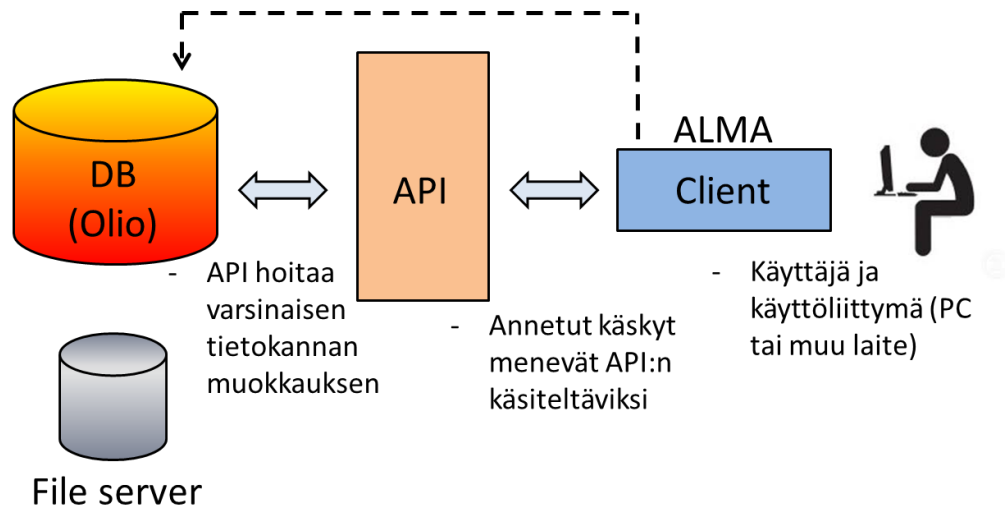 DB
(Olio)
API
ALMA
Client
- API hoitaa
varsinaisen
tietokannan
muokkauksen
- Annetut käskyt
menevät API:n
käsiteltäviksi
- Käyttäjä ja
käyttöliittymä (PC
tai muu laite)
File server